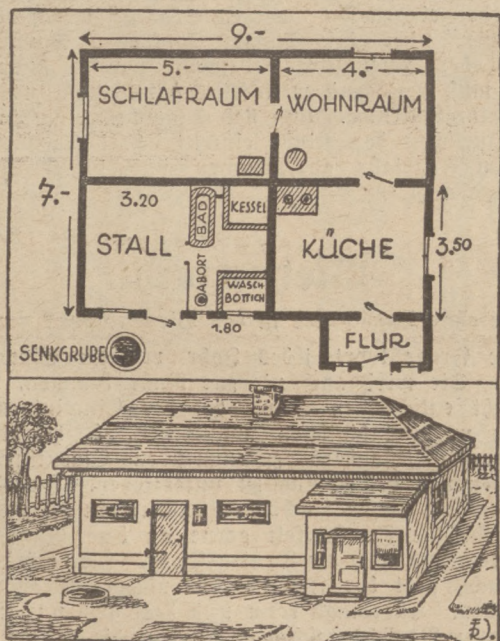 9.-
5.-
4.-
SCHLAFRAUM
WOHNRAUM
7.-
3.20
BAD
KESSEL
STALL
KÜCHE
3.50
ABORT
WASCH
BOTTICH
1.80
FLUR
SENKGRUBE